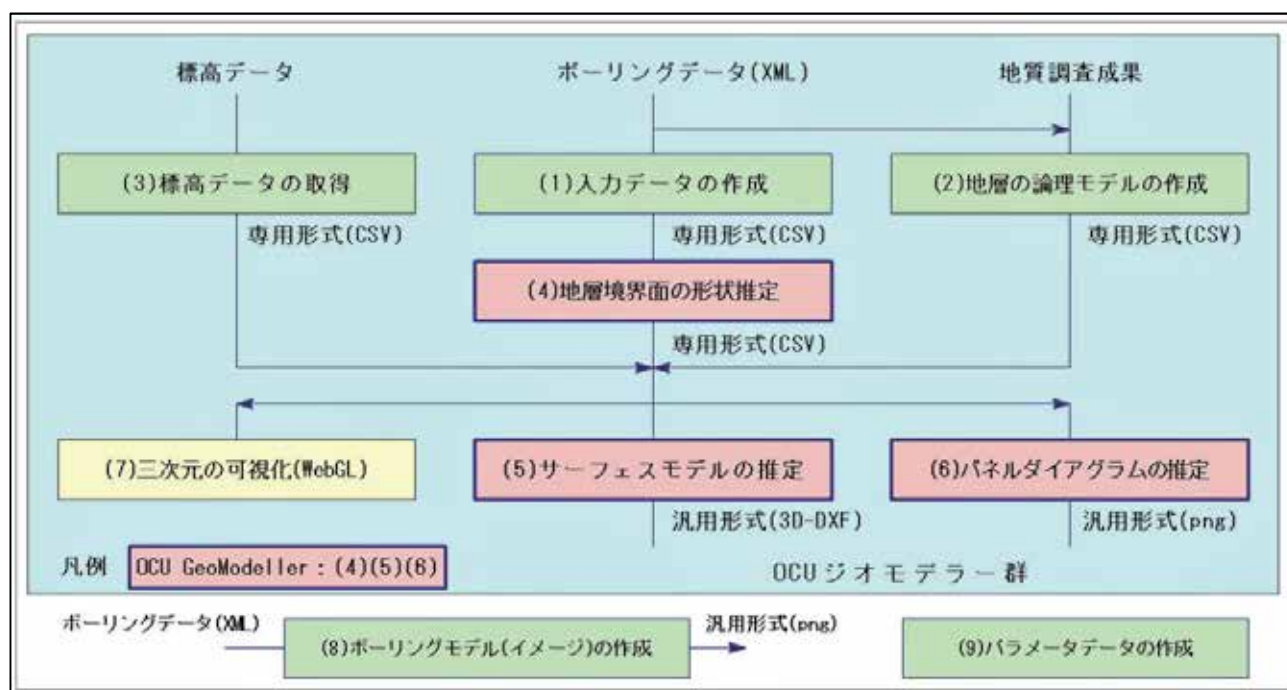 標高データ
ボーリングデータ(XML)
地質調査成果
(3)標高データの取得
(1)入力データの作成
(2)地層の論理モデルの作成
専用形式(CSV)
専用形式(CSV)
専用形式(CSV)
(4)地層境界面の形状推定
専用形式(CSV)
(7)三次元の可視化(WebGL)
(5)サーフェスモデルの推定
(6)パネルダイアグラムの推定
汎用形式(3D-DXF)
汎用形式(png)
凡例
OCU GeoModeller:(4)(5)(6)
OCUジオモデラー群
ボーリングデータ(XML)
汎用形式(png)
(8)ボーリングモデル(イメージ)の作成
(9)パラメータデータの作成